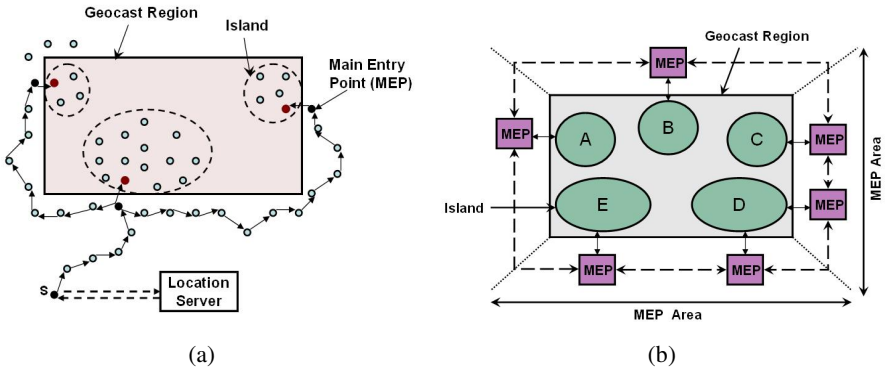 Geocast Region
Island
Main Entry
Point (MEP)
S
Location
Server
(a)
Geocast Region
MEP
MEP
A
B
C
MEP
Island
E
D
MEP
MEP
MEP
MEP Area
MEP Area
(b)